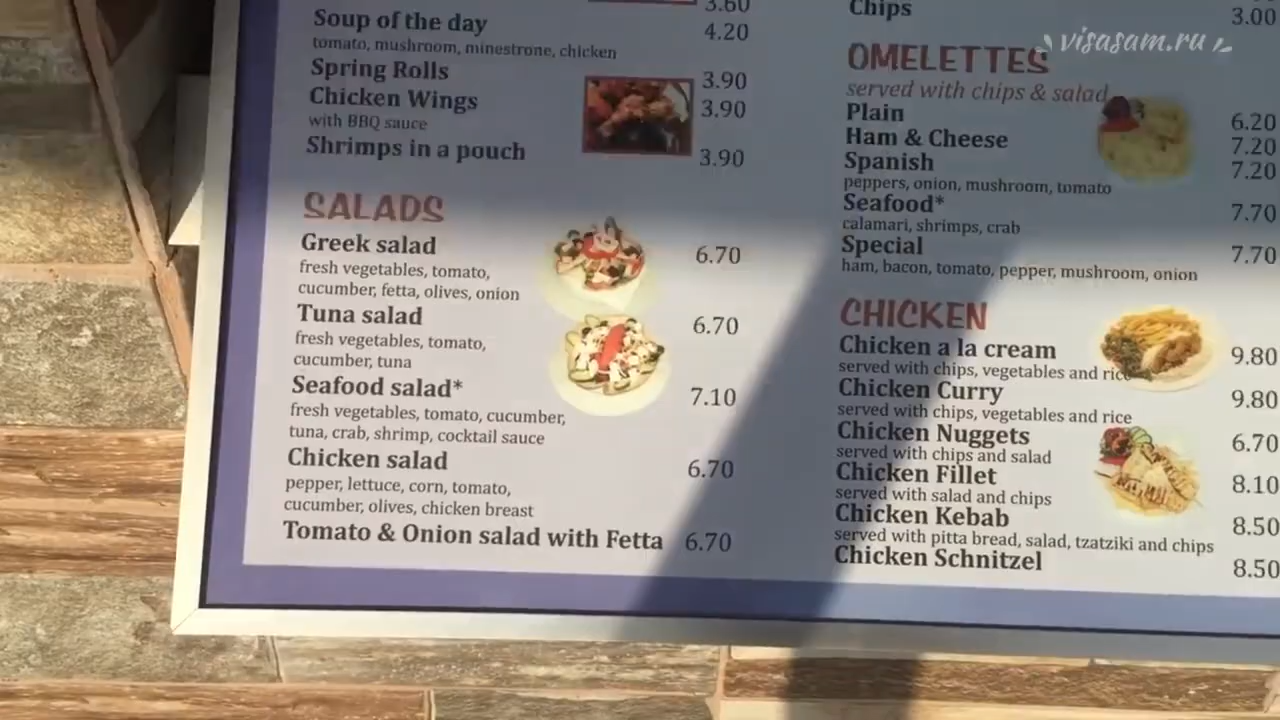 3.60
Soup of the day 4.20
tomato, mushroom, minestrone, chicken
Spring Rolls 3.90
Chicken Wings 3.90
with BBQ sauce
Shrimps in a pouch 3.90
SALADS
Greek salad 6.70
fresh vegetables, tomato,
cucumber, fetta, olives, onion
Tuna salad 6.70
fresh vegetables, tomato,
cucumber, tuna
Seafood salad* 7.10
fresh vegetables, tomato, cucumber,
tuna, crab, shrimp, cocktail sauce
Chicken salad 6.70
pepper, lettuce, corn, tomato,
cucumber, olives, chicken breast
Tomato & Onion salad with Fetta 6.70
Chips 3.00
visasam.ru
OMELETTES
served with chips & salad
Plain 6.20
Ham & Cheese 7.20
Spanish 7.20
peppers, onion, mushroom, tomato
Seafood* 7.70
calamari, shrimps, crab
Special 7.70
ham, bacon, tomato, pepper, mushroom, onion
CHICKEN
Chicken a la cream 9.80
served with chips, vegetables and rice
Chicken Curry 9.80
served with chips, vegetables and rice
Chicken Nuggets 6.70
served with chips and salad
Chicken Fillet 8.10
served with salad and chips
Chicken Kebab 8.50
served with pitta bread, salad, tzatziki and chips
Chicken Schnitzel 8.50